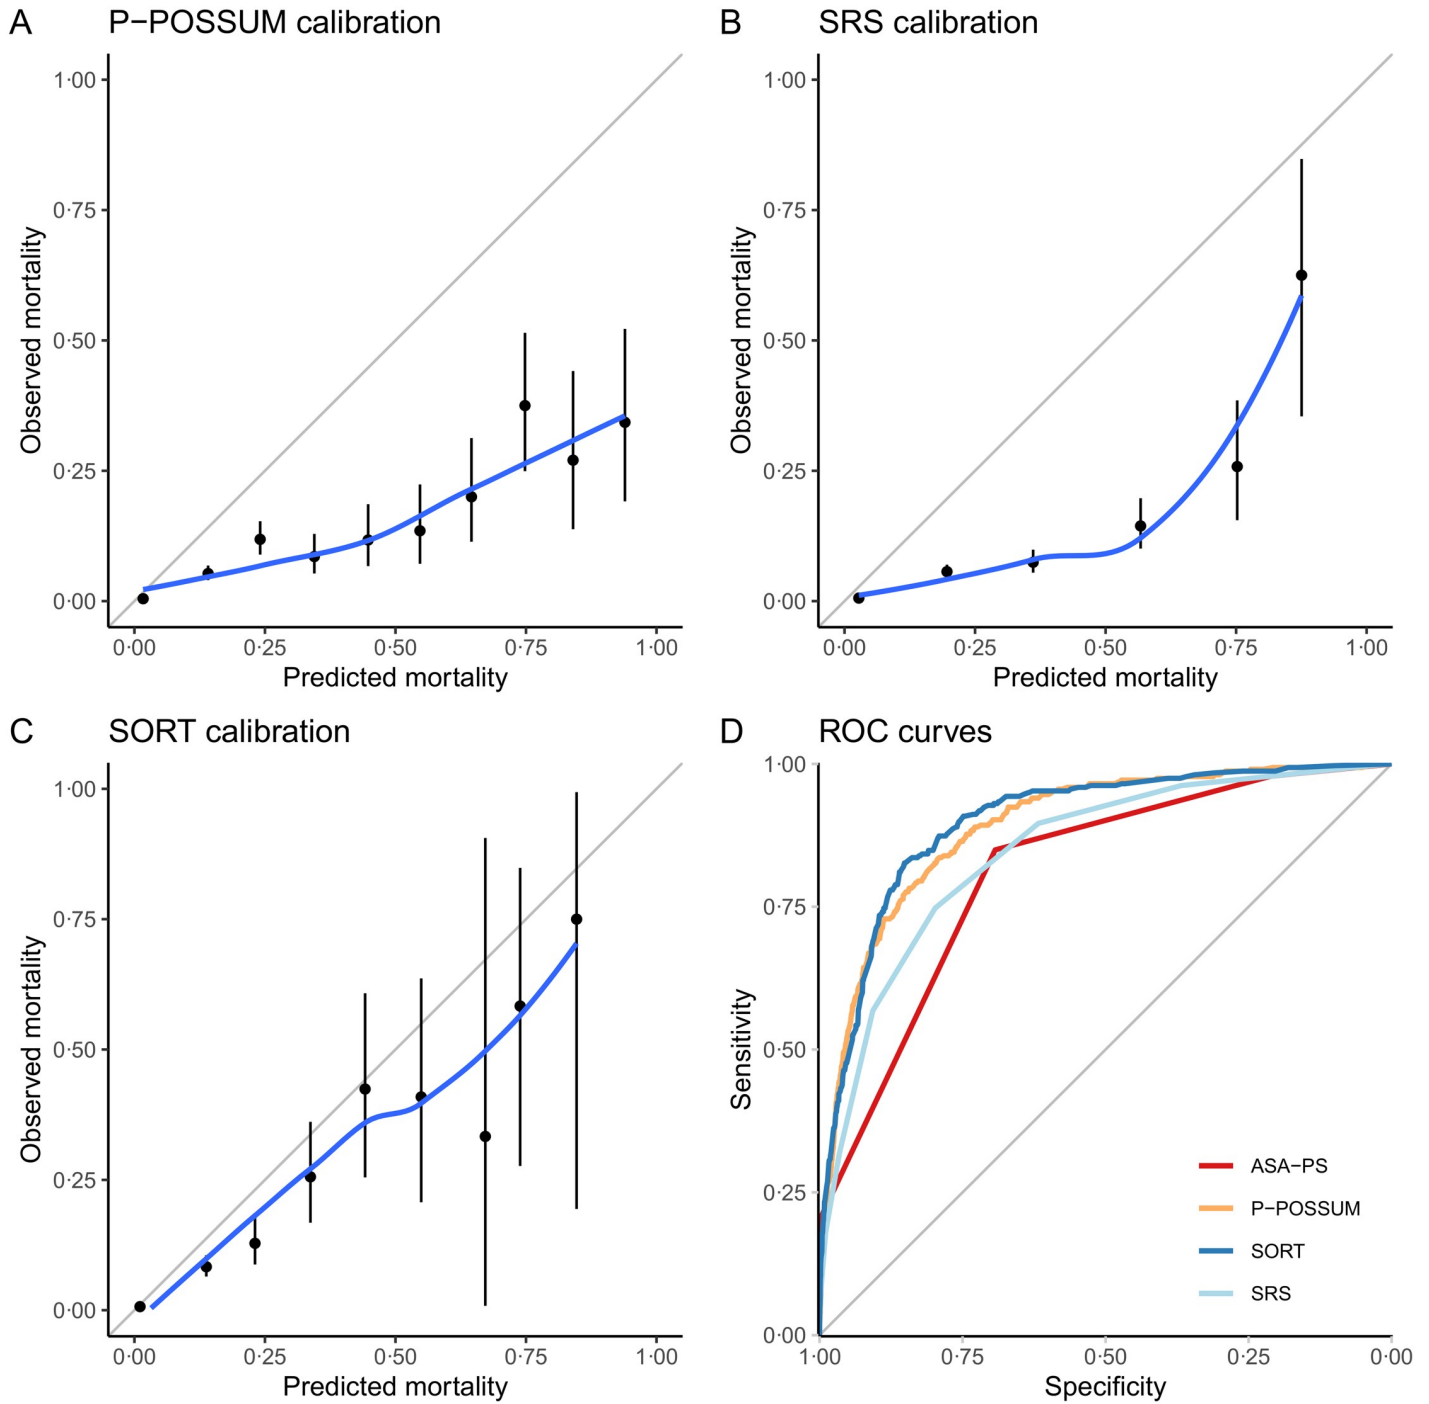 A P−POSSUM calibration
1·00
0·75
0·50
0·25
0·00
Observed mortality
0·00 0·25 0·50 0·75 1·00
Predicted mortality
B SRS calibration
1·00
0·75
0·50
0·25
0·00
Observed mortality
0·00 0·25 0·50 0·75 1·00
Predicted mortality
C SORT calibration
1·00
0·75
0·50
0·25
0·00
Observed mortality
0·00 0·25 0·50 0·75 1·00
Predicted mortality
D ROC curves
1·00
0·75
0·50
0·25
0·00
Sensitivity
ASA−PS
P−POSSUM
SORT
SRS
1·00 0·75 0·50 0·25 0·00
Specificity